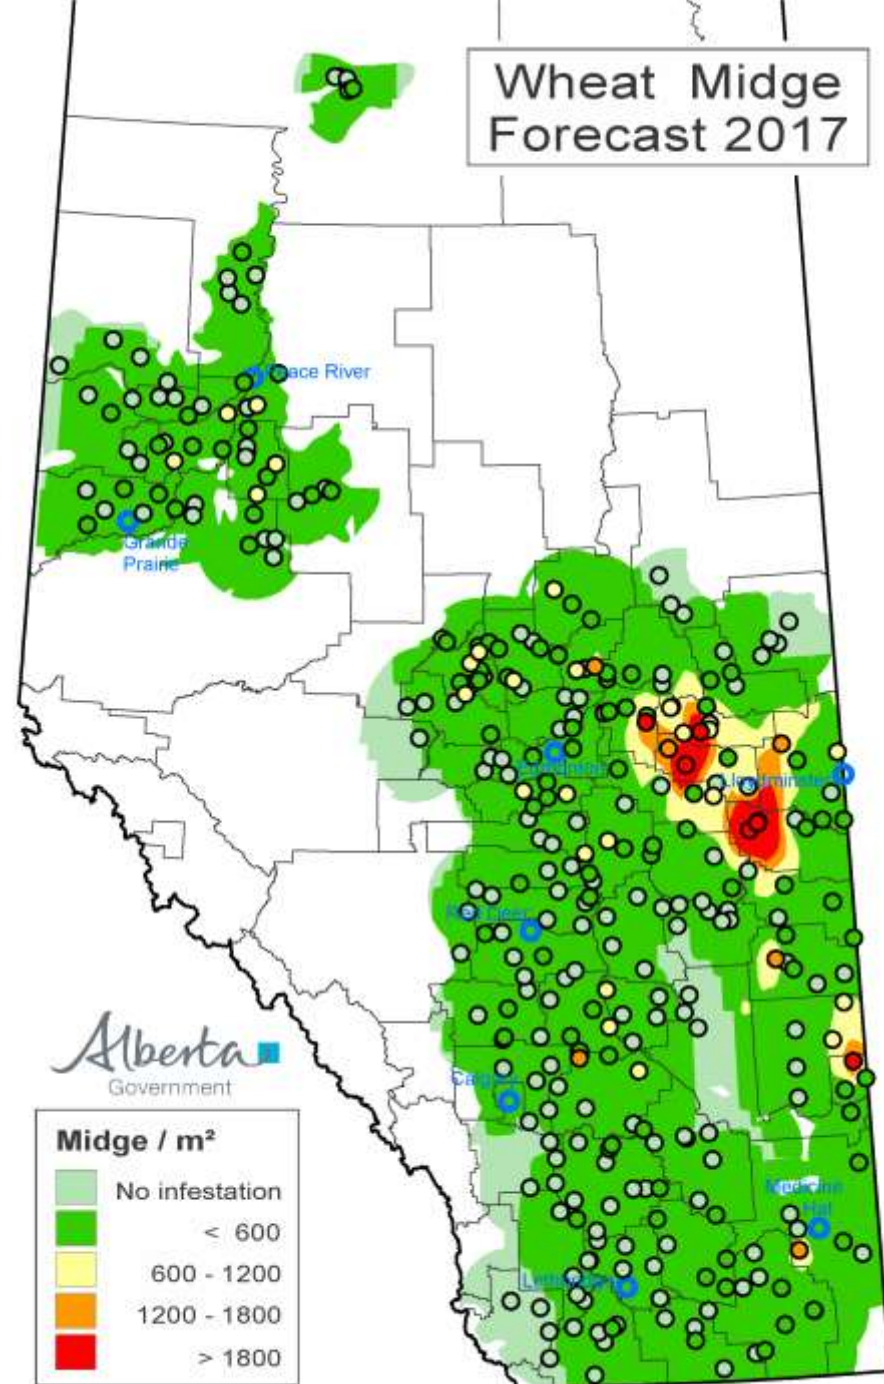 Wheat Midge
Forecast 2017
Peace River
Grande
Prairie
Edmonton
Lloydminster
Red Deer
Calgary
Medicine
Hat
Lethbridge
Alberta
Government
Midge / m²
No infestation
< 600
600 - 1200
1200 - 1800
> 1800